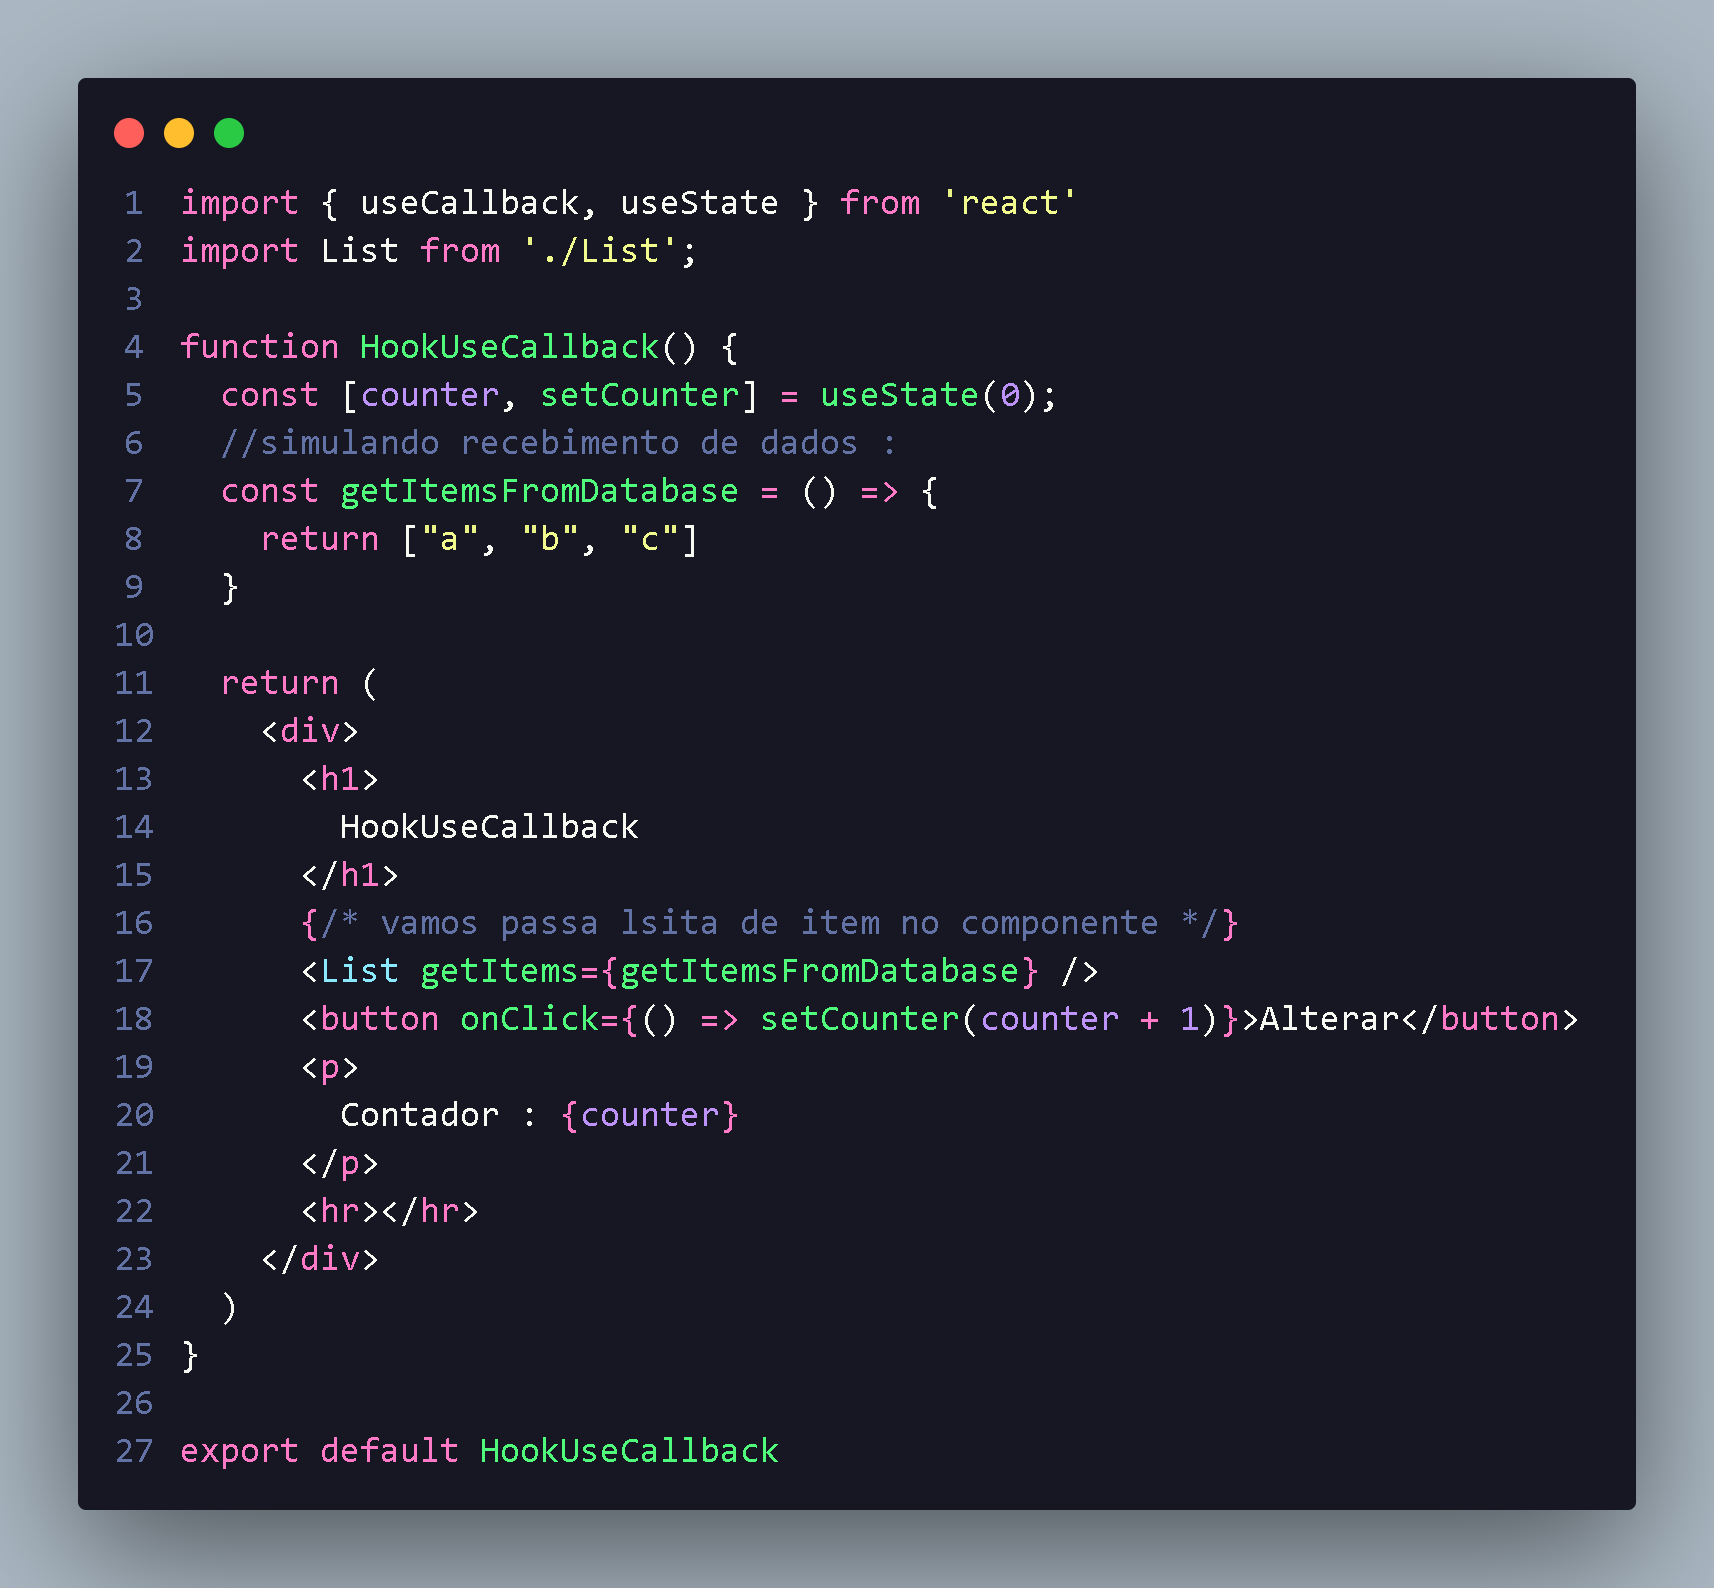 1 import { useCallback, useState } from 'react'
2 import List from './List';
3
4 function HookUseCallback() {
5   const [counter, setCounter] = useState(0);
6   //simulando recebimento de dados :
7   const getItemsFromDatabase = () => {
8     return ["a", "b", "c"]
9   }
10
11   return (
12     <div>
13       <h1>
14         HookUseCallback
15       </h1>
16       {/* vamos passa lsita de item no componente */}
17       <List getItems={getItemsFromDatabase} />
18       <button onClick={() => setCounter(counter + 1)}>Alterar</button>
19       <p>
20         Contador : {counter}
21       </p>
22       <hr></hr>
23     </div>
24   )
25 }
26
27 export default HookUseCallback